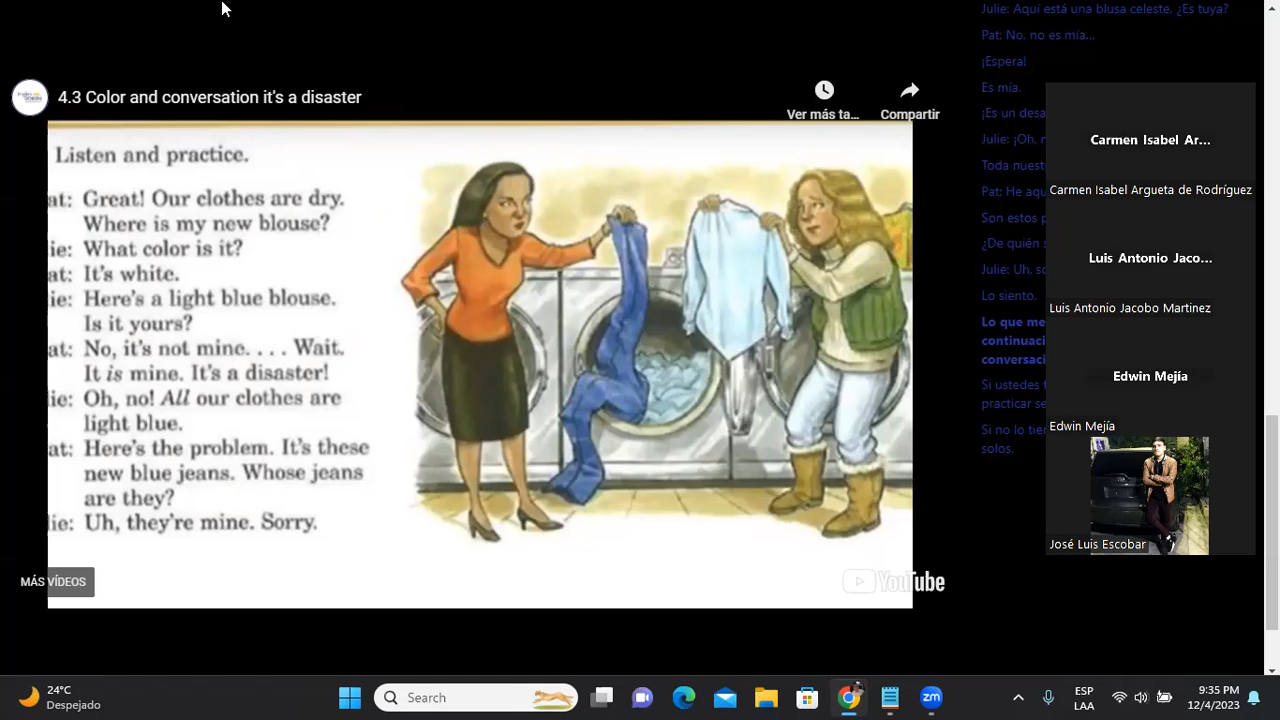 Julie: Aquí está una blusa celeste, ¿Es tuya?
Pat: No, no es mía...
¡Espera!
Es mía.
¡Es un desa
Julie: ¡Oh, n
Toda nuest
Pat: He aqu
Son estos p
¿De quién s
Julie: Uh, so
Lo siento.
Lo que me
continuació
conversaci
Si ustedes t
practicar se
Si no lo tie
solos.
4.3 Color and conversation it's a disaster
Ver más ta...
Compartir
Listen and practice.
at: Great! Our clothes are dry.
Where is my new blouse?
ie: What color is it?
at: It's white.
ie: Here's a light blue blouse.
Is it yours?
at: No, it's not mine. . . . Wait.
It is mine. It's a disaster!
ie: Oh, no! All our clothes are
light blue.
at: Here's the problem. It's these
new blue jeans. Whose jeans
are they?
ie: Uh, they're mine. Sorry.
MÁS VÍDEOS
YouTube
Carmen Isabel Ar...
Carmen Isabel Argueta de Rodríguez
Luis Antonio Jaco...
Luis Antonio Jacobo Martinez
Edwin Mejía
Edwin Mejía
José Luis Escobar
24°C
Despejado
Search
LAA
9:35 PM